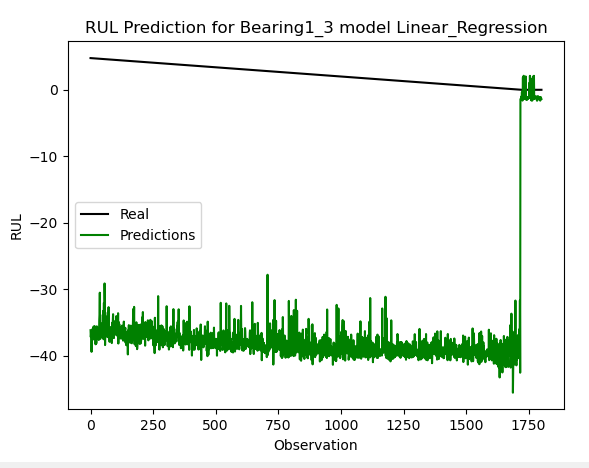 RUL Prediction for Bearing1_3 model Linear_Regression
0
−10
−20
−30
−40
RUL
Real
Predictions
0
250
500
750
1000
1250
1500
1750
Observation